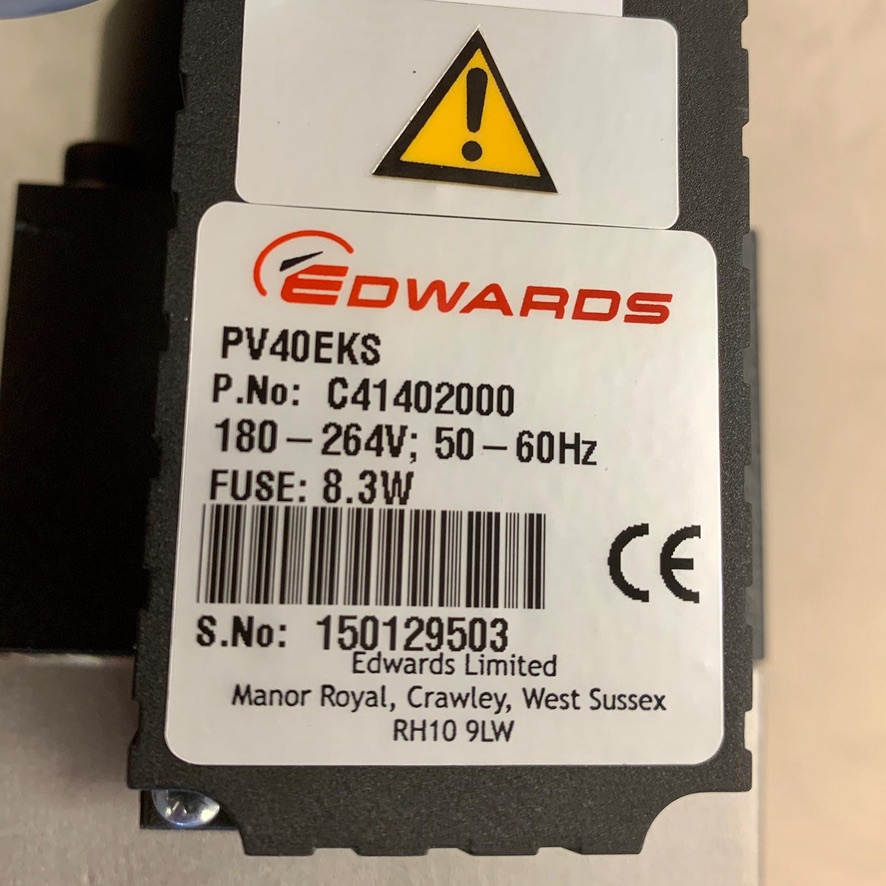 EDWARDS
PV40EKS
P.No: C41402000
180-264V; 50-60Hz
FUSE: 8.3W
CE
S.No: 150129503
Edwards Limited
Manor Royal, Crawley, West Sussex
RH10 9LW